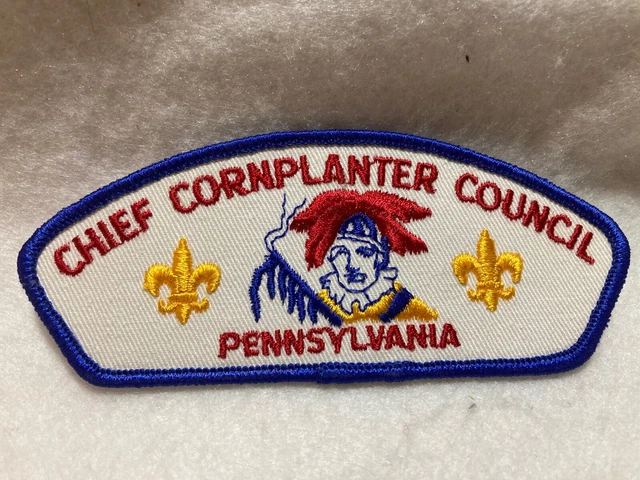 CHIEF CORNPLANTER COUNCIL
PENNSYLVANIA